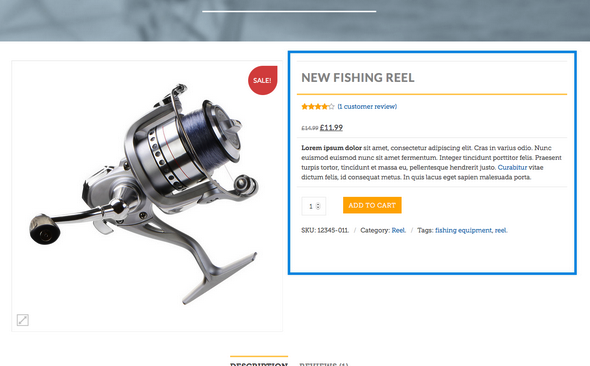 SALE!
NEW FISHING REEL
(1 customer review)
£14.99 £11.99
Lorem ipsum dolor sit amet, consectetur adipiscing elit. Cras in varius odio. Nunc
euismod euismod nunc sit amet fermentum. Integer tincidunt porttitor felis. Praesent
turpis tortor, tincidunt et massa eu, pellentesque hendrerit justo. Curabitur vitae
dictum felis, id consequat metus. In quis lacus eget sapien malesuada porta.
1
ADD TO CART
SKU: 12345-011. / Category: Reel. / Tags: fishing equipment, reel.
DESCRIPTION REVIEWS (1)